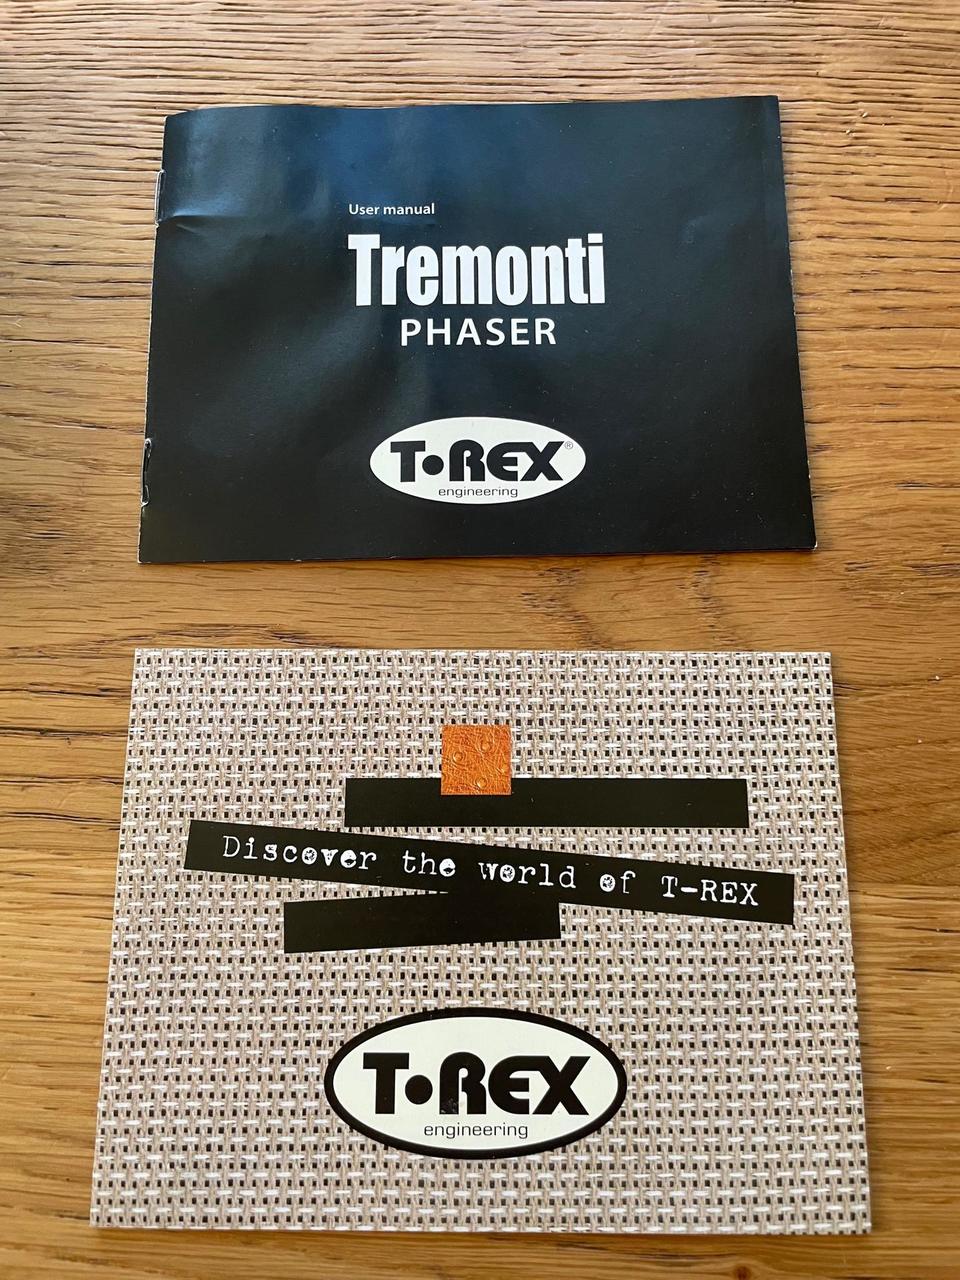 User manual
Tremonti
PHASER
T•REX®
engineering
Discover the world of T-REX
T•REX
engineering